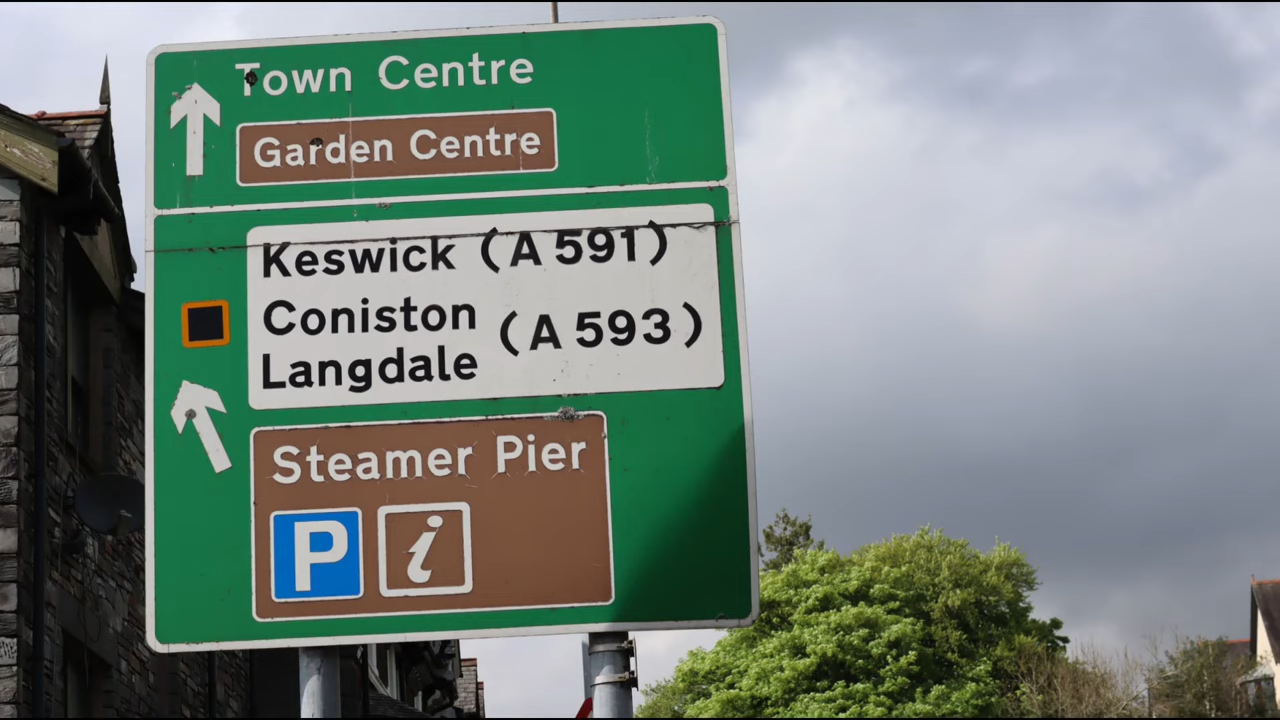 Town Centre
Garden Centre
Keswick (A 591)
Coniston
Langdale (A 593)
Steamer Pier
P i